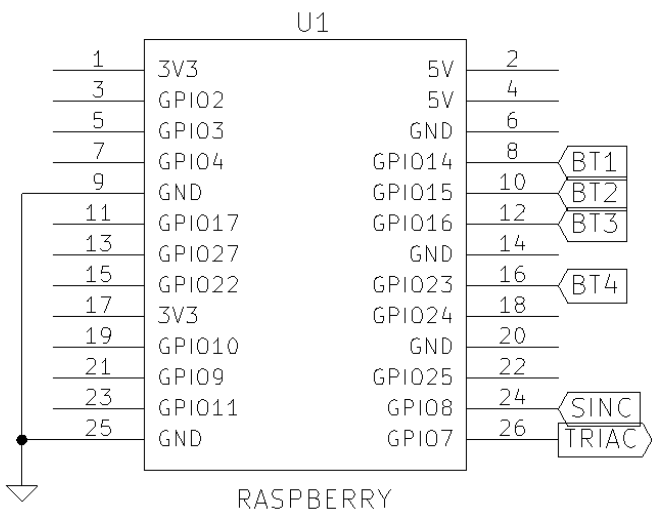 U1
1 3V3 5V 2
3 GPIO2 5V 4
5 GPIO3 GND 6
7 GPIO4 GPIO14 8 BT1
9 GND GPIO15 10 BT2
11 GPIO17 GPIO16 12 BT3
13 GPIO27 GND 14
15 GPIO22 GPIO23 16 BT4
17 3V3 GPIO24 18
19 GPIO10 GND 20
21 GPIO9 GPIO25 22
23 GPIO11 GPIO8 24 SINC
25 GND GPIO7 26 TRIAC
RASPBERRY